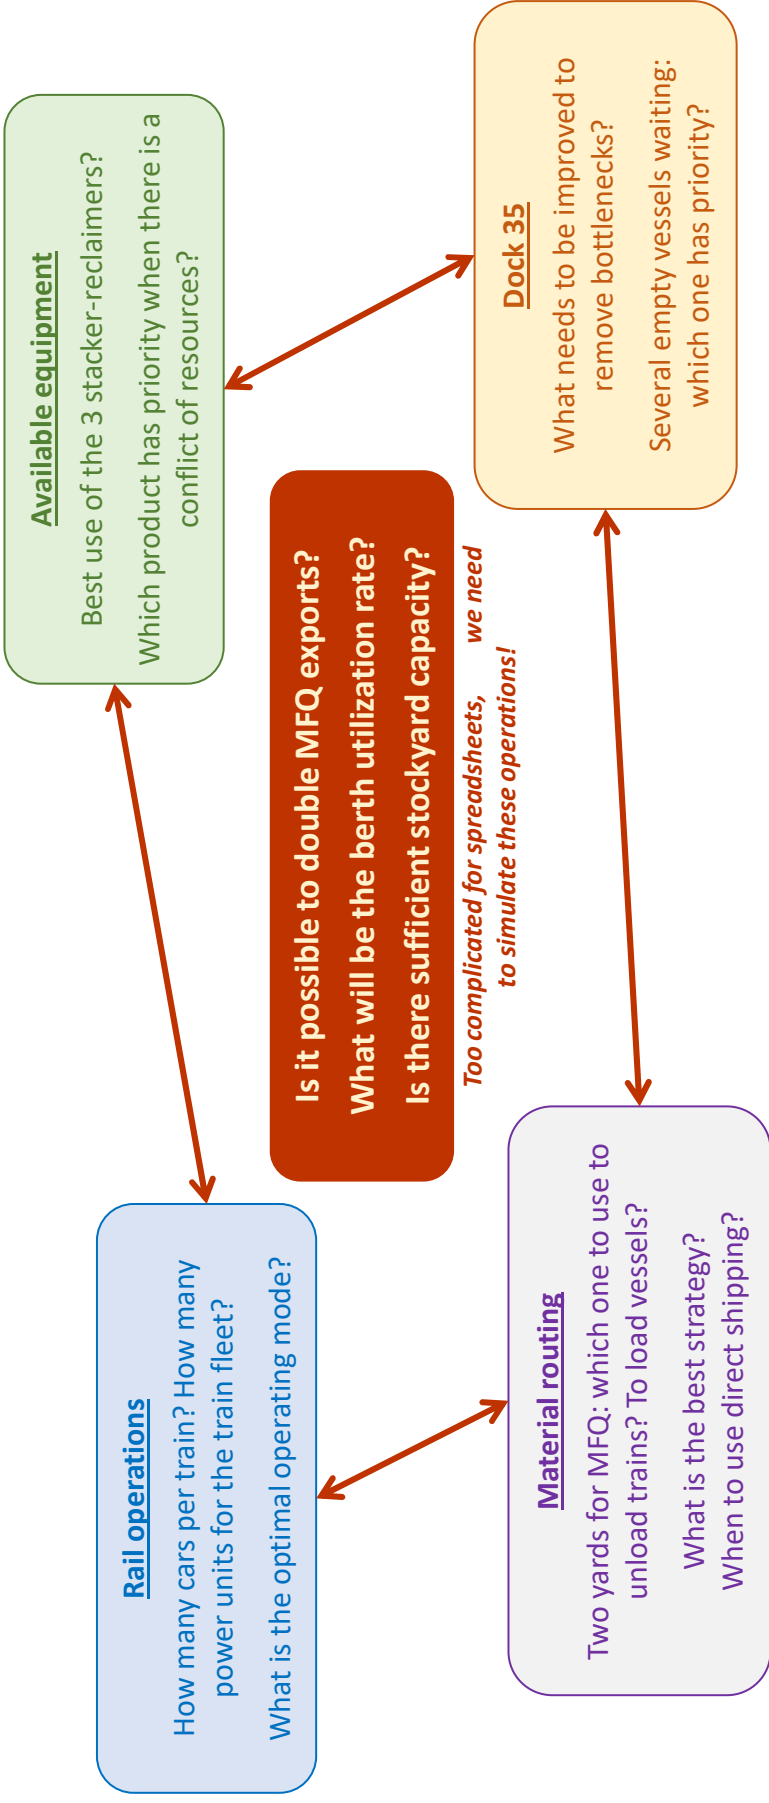 Rail operations
How many cars per train? How many
power units for the train fleet?
What is the optimal operating mode?
Available equipment
Best use of the 3 stacker-reclaimers?
Which product has priority when there is a
conflict of resources?
Is it possible to double MFQ exports?
What will be the berth utilization rate?
Is there sufficient stockyard capacity?
Too complicated for spreadsheets, we need
to simulate these operations!
Material routing
Two yards for MFQ: which one to use to
unload trains? To load vessels?
What is the best strategy?
When to use direct shipping?
Dock 35
What needs to be improved to
remove bottlenecks?
Several empty vessels waiting:
which one has priority?